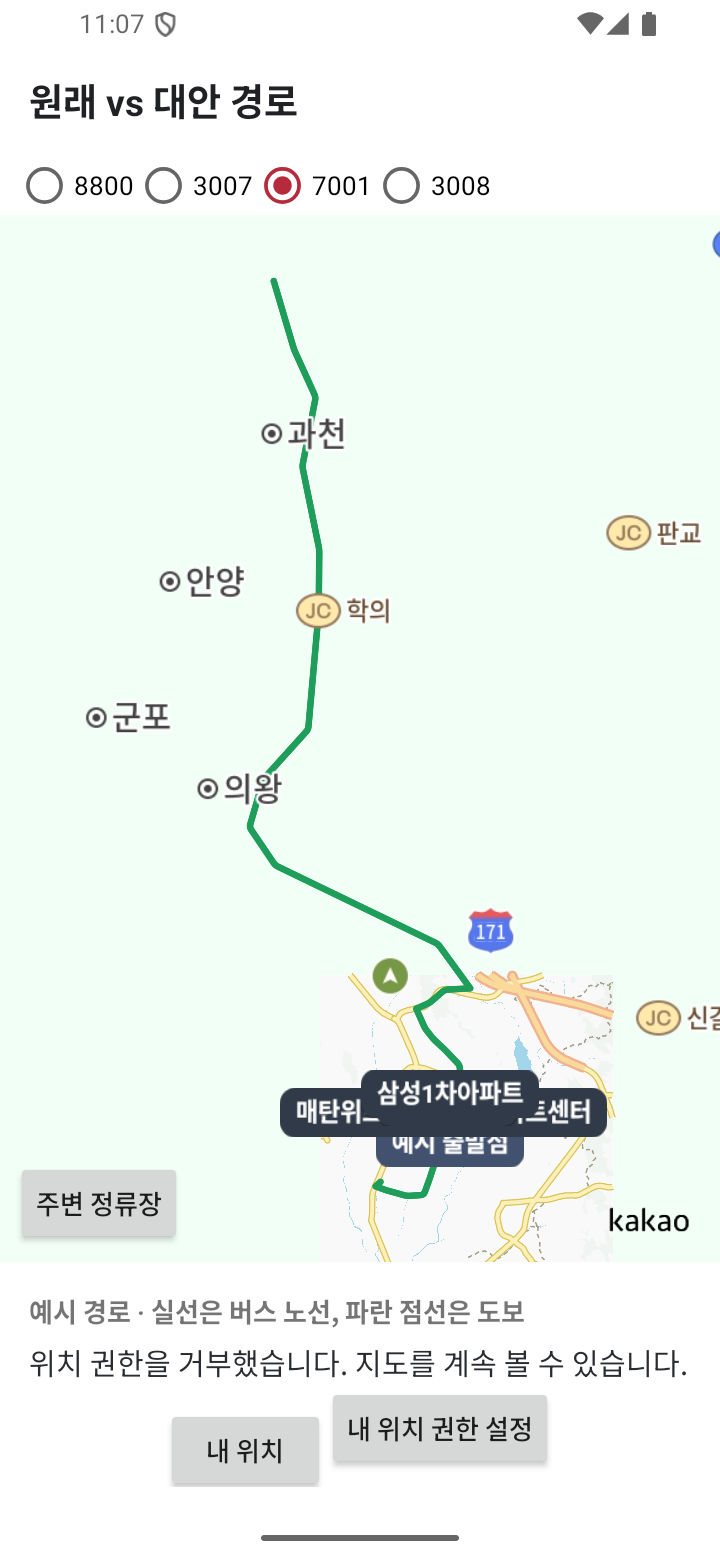 11:07
원래 vs 대안 경로
8800 3007 7001 3008
과천
JC 판교
안양
JC 학의
군포
의왕
171
JC 신갈
삼성1차아파트
매탄위 트센터
예시 출발점
주변 정류장
kakao
예시 경로 · 실선은 버스 노선, 파란 점선은 도보
위치 권한을 거부했습니다. 지도를 계속 볼 수 있습니다.
내 위치 권한 설정
내 위치